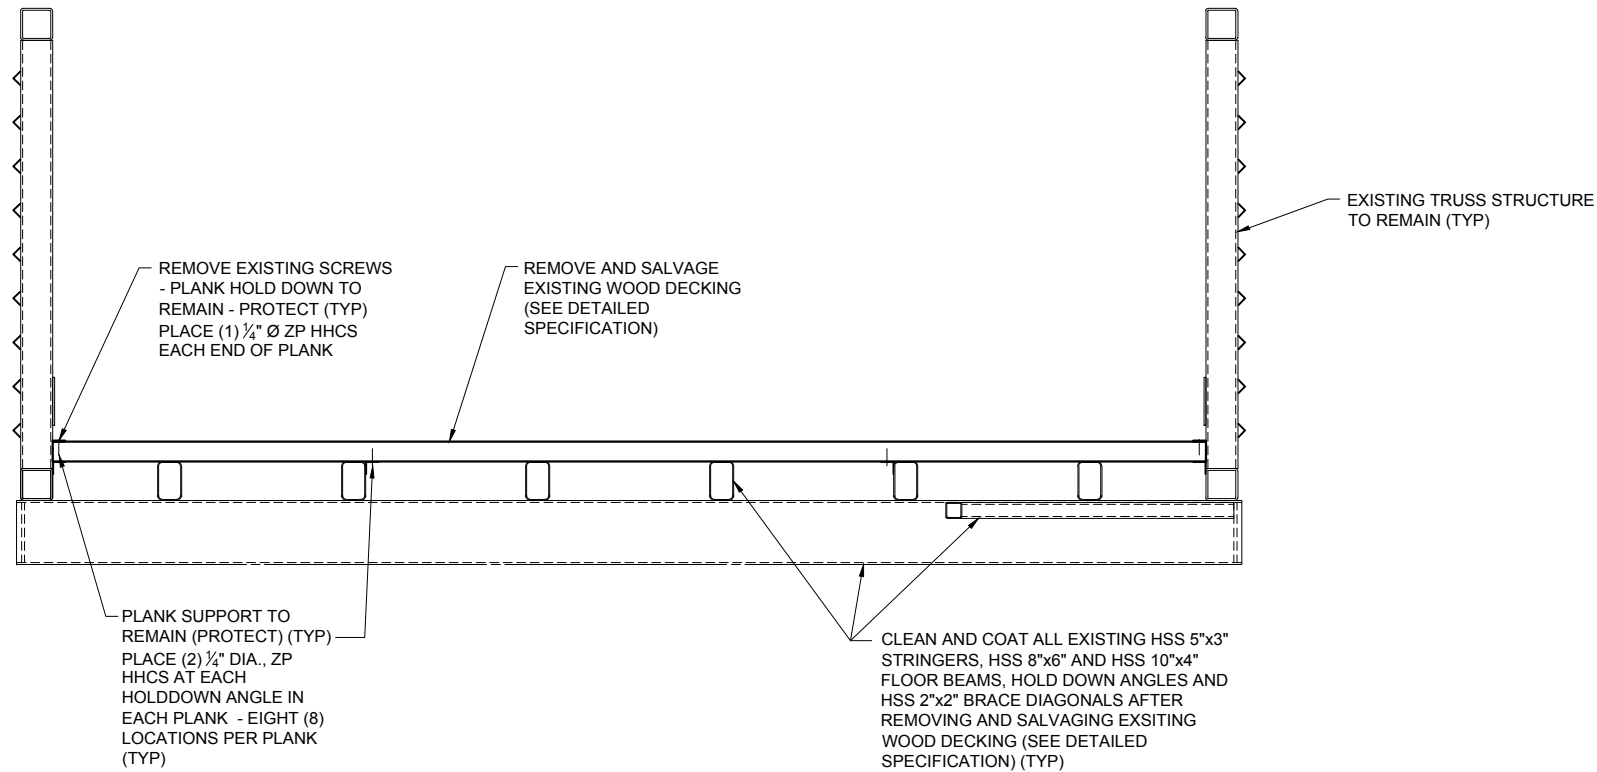 EXISTING TRUSS STRUCTURE
TO REMAIN (TYP)
REMOVE EXISTING SCREWS
- PLANK HOLD DOWN TO
REMAIN - PROTECT (TYP)
PLACE (1) ¼" Ø ZP HHCS
EACH END OF PLANK
REMOVE AND SALVAGE
EXISTING WOOD DECKING
(SEE DETAILED
SPECIFICATION)
PLANK SUPPORT TO
REMAIN (PROTECT) (TYP)
PLACE (2) ¼" DIA., ZP
HHCS AT EACH
HOLDDOWN ANGLE IN
EACH PLANK - EIGHT (8)
LOCATIONS PER PLANK
(TYP)
CLEAN AND COAT ALL EXISTING HSS 5"x3"
STRINGERS, HSS 8"x6" AND HSS 10"x4"
FLOOR BEAMS, HOLD DOWN ANGLES AND
HSS 2"x2" BRACE DIAGONALS AFTER
REMOVING AND SALVAGING EXSITING
WOOD DECKING (SEE DETAILED
SPECIFICATION) (TYP)